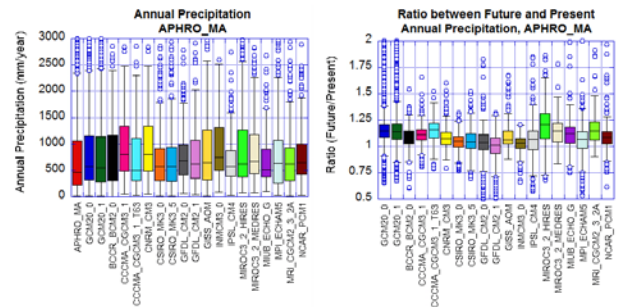 Annual Precipitation
APHRO_MA
Annual Precipitation (mm/year)
3000
2500
2000
1500
1000
500
0
APHRO_MA
GCM20_0
GCM20_1
BCCR_BCM2_0
CCCMA_CGCM3_1
CCCMA_CGCM3_1_T63
CNRM_CM3
CSIRO_MK3_0
CSIRO_MK3_5
GFDL_CM2_0
GFDL_CM2_1
GISS_AOM
INMCM3_0
IPSL_CM4
MIROC3_2_HIRES
MIROC3_2_MEDRES
MIUB_ECHO_G
MPI_ECHAM5
MRI_CGCM2_3_2A
NCAR_PCM1
Ratio between Future and Present
Annual Precipitation, APHRO_MA
Ratio (Future/Present)
2
1.75
1.5
1.25
1
0.75
0.5
GCM20_0
GCM20_1
BCCR_BCM2_0
CCCMA_CGCM3_1
CCCMA_CGCM3_1_T63
CNRM_CM3
CSIRO_MK3_0
CSIRO_MK3_5
GFDL_CM2_0
GFDL_CM2_1
GISS_AOM
INMCM3_0
IPSL_CM4
MIROC3_2_HIRES
MIROC3_2_MEDRES
MIUB_ECHO_G
MPI_ECHAM5
MRI_CGCM2_3_2A
NCAR_PCM1